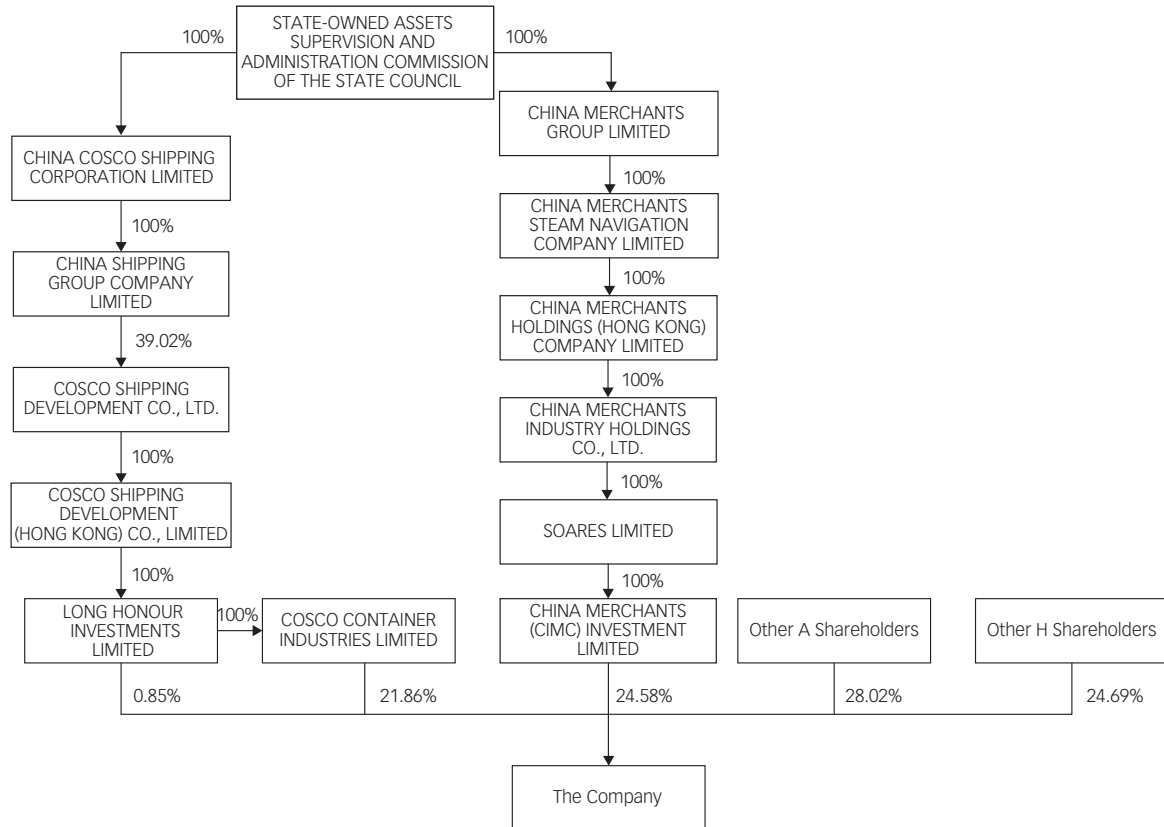 STATE-OWNED ASSETS
SUPERVISION AND
ADMINISTRATION COMMISSION
OF THE STATE COUNCIL
100%
100%
CHINA COSCO SHIPPING
CORPORATION LIMITED
100%
CHINA SHIPPING
GROUP COMPANY
LIMITED
39.02%
COSCO SHIPPING
DEVELOPMENT CO., LTD.
100%
COSCO SHIPPING
DEVELOPMENT
(HONG KONG) CO., LIMITED
100%
LONG HONOUR
INVESTMENTS
LIMITED
100%
COSCO CONTAINER
INDUSTRIES LIMITED
CHINA MERCHANTS
GROUP LIMITED
100%
CHINA MERCHANTS
STEAM NAVIGATION
COMPANY LIMITED
100%
CHINA MERCHANTS
HOLDINGS (HONG KONG)
COMPANY LIMITED
100%
CHINA MERCHANTS
INDUSTRY HOLDINGS
CO., LTD.
100%
SOARES LIMITED
100%
CHINA MERCHANTS
(CIMC) INVESTMENT
LIMITED
Other A Shareholders
Other H Shareholders
0.85%
21.86%
24.58%
28.02%
24.69%
The Company